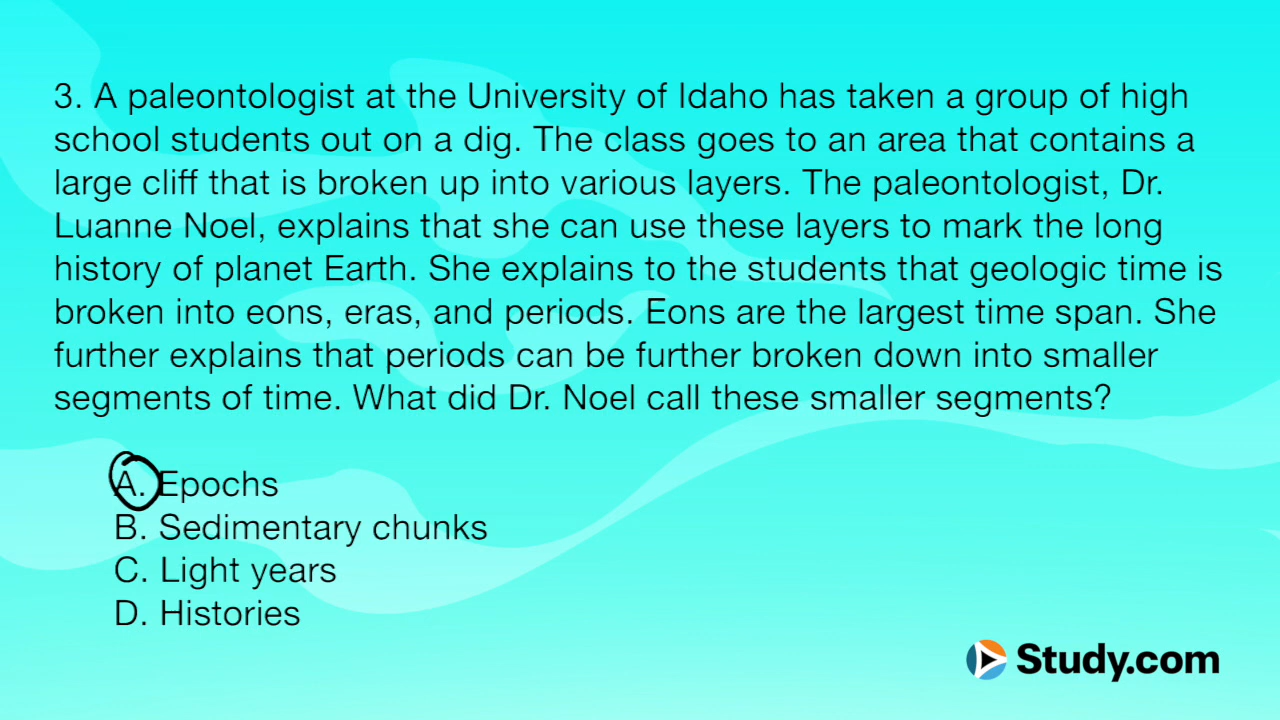 3. A paleontologist at the University of Idaho has taken a group of high
school students out on a dig. The class goes to an area that contains a
large cliff that is broken up into various layers. The paleontologist, Dr.
Luanne Noel, explains that she can use these layers to mark the long
history of planet Earth. She explains to the students that geologic time is
broken into eons, eras, and periods. Eons are the largest time span. She
further explains that periods can be further broken down into smaller
segments of time. What did Dr. Noel call these smaller segments?
A. Epochs
B. Sedimentary chunks
C. Light years
D. Histories
Study.com